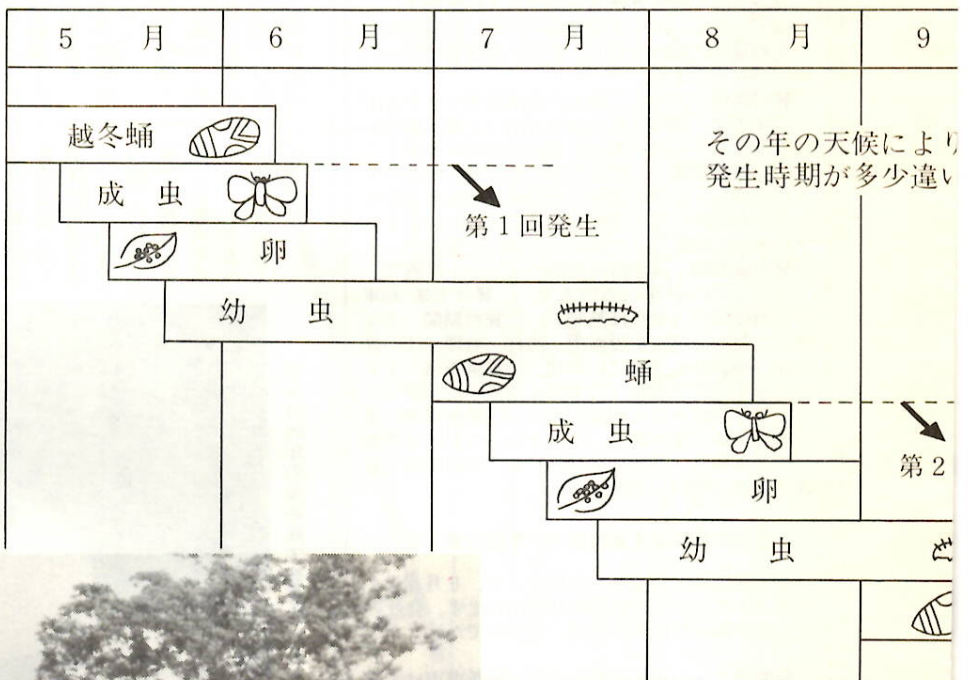 5 月 6 月 7 月 8 月 9
越冬蛹
その年の天候により
発生時期が多少違い
成 虫
第1回発生
卵
幼 虫
蛹
成 虫
第2
卵
幼 虫